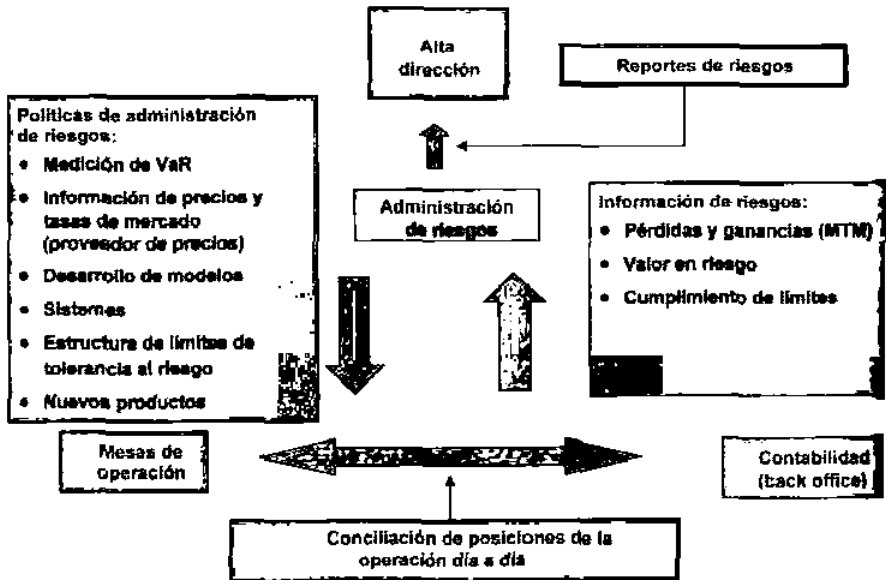 Alta
dirección
Reportes de riesgos
Políticas de administración
de riesgos:
• Medición de VaR
• Información de precios y
tasas de mercado
(proveedor de precios)
• Desarrollo de modelos
• Sistemas
• Estructura de límites de
tolerancia al riesgo
• Nuevos productos
Administración
de riesgos
Información de riesgos:
• Pérdidas y ganancias (MTM)
• Valor en riesgo
• Cumplimiento de límites
Mesas de
operación
Contabilidad
(back office)
Conciliación de posiciones de la
operación día a día